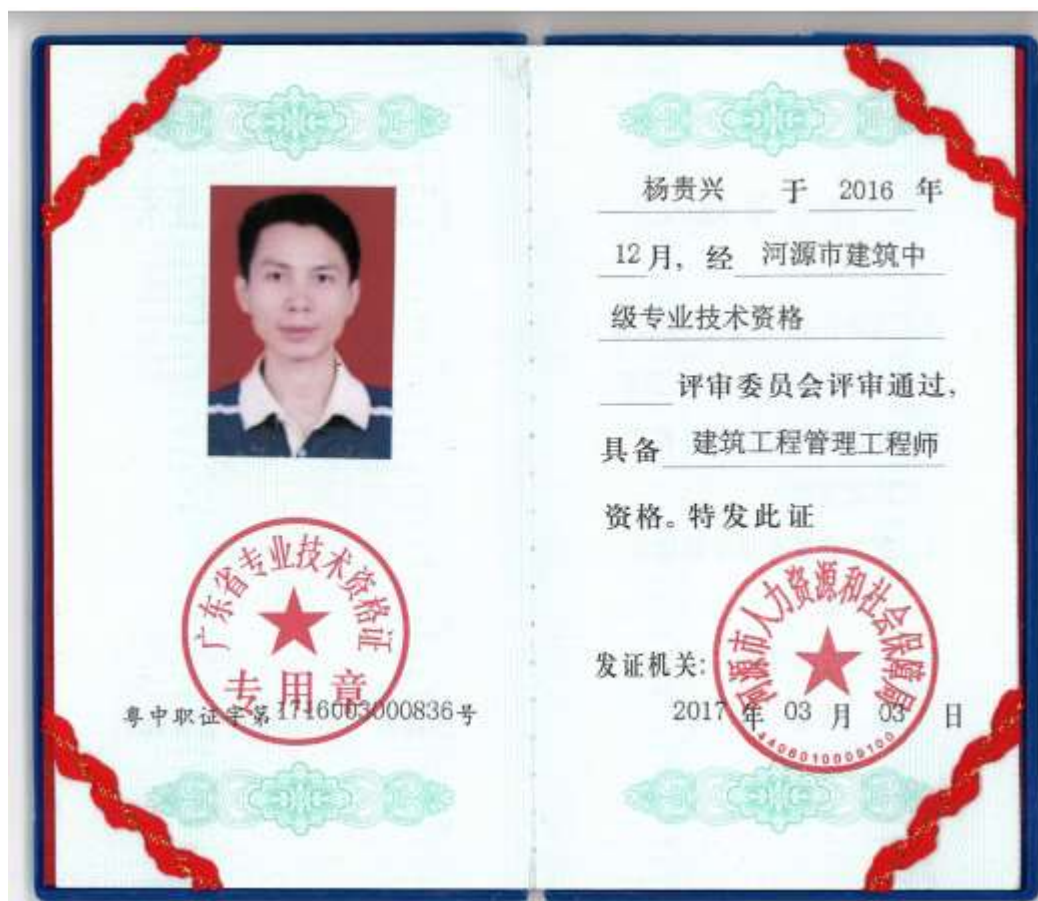 广东省专业技术资格证
专用章
粤中职证字第1716003000836号
杨贵兴 于 2016 年
12月，经 河源市建筑中
级专业技术资格
评审委员会评审通过，
具备 建筑工程管理工程师
资格。特发此证
河源市人力资源和社会保障局
发证机关：
2017 年 03 月 03 日